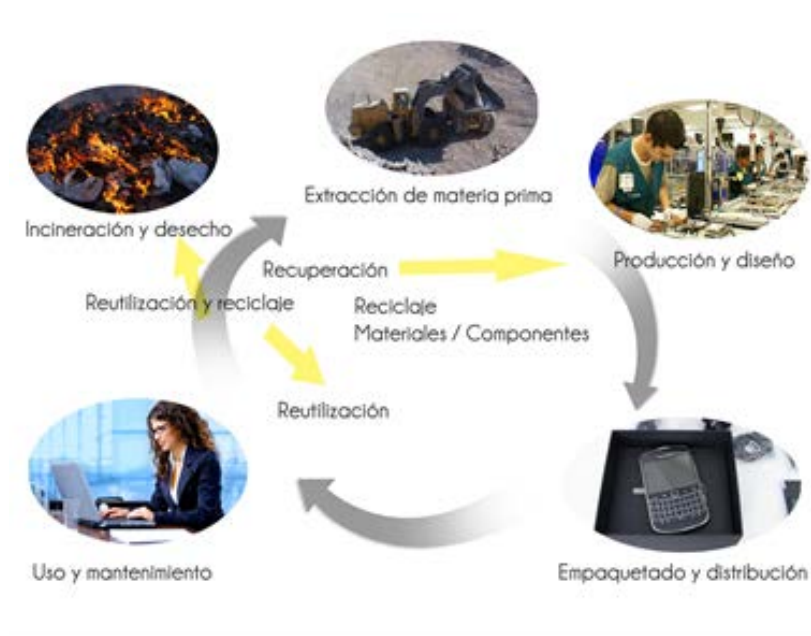 Extracción de materia prima
Incineración y desecho
Producción y diseño
Recuperación
Reutilización y reciclaje
Reciclaje
Materiales / Componentes
Reutilización
Uso y mantenimiento
Empaquetado y distribución